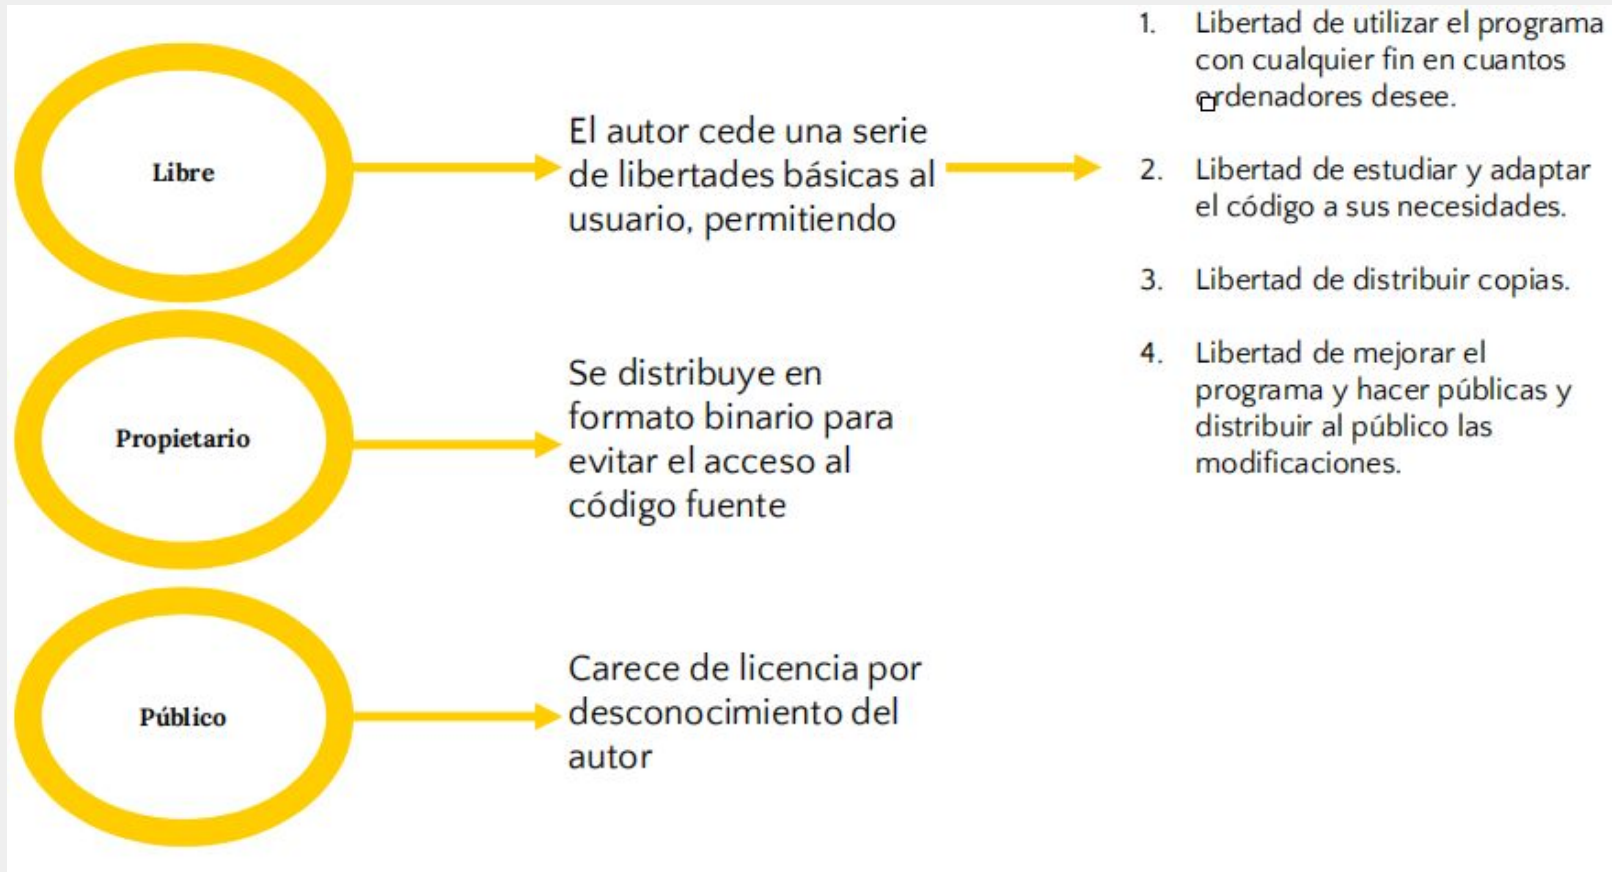 Libre
El autor cede una serie
de libertades básicas al
usuario, permitiendo
1. Libertad de utilizar el programa
con cualquier fin en cuantos
ordenadores desee.
2. Libertad de estudiar y adaptar
el código a sus necesidades.
3. Libertad de distribuir copias.
4. Libertad de mejorar el
programa y hacer públicas y
distribuir al público las
modificaciones.
Propietario
Se distribuye en
formato binario para
evitar el acceso al
código fuente
Público
Carece de licencia por
desconocimiento del
autor